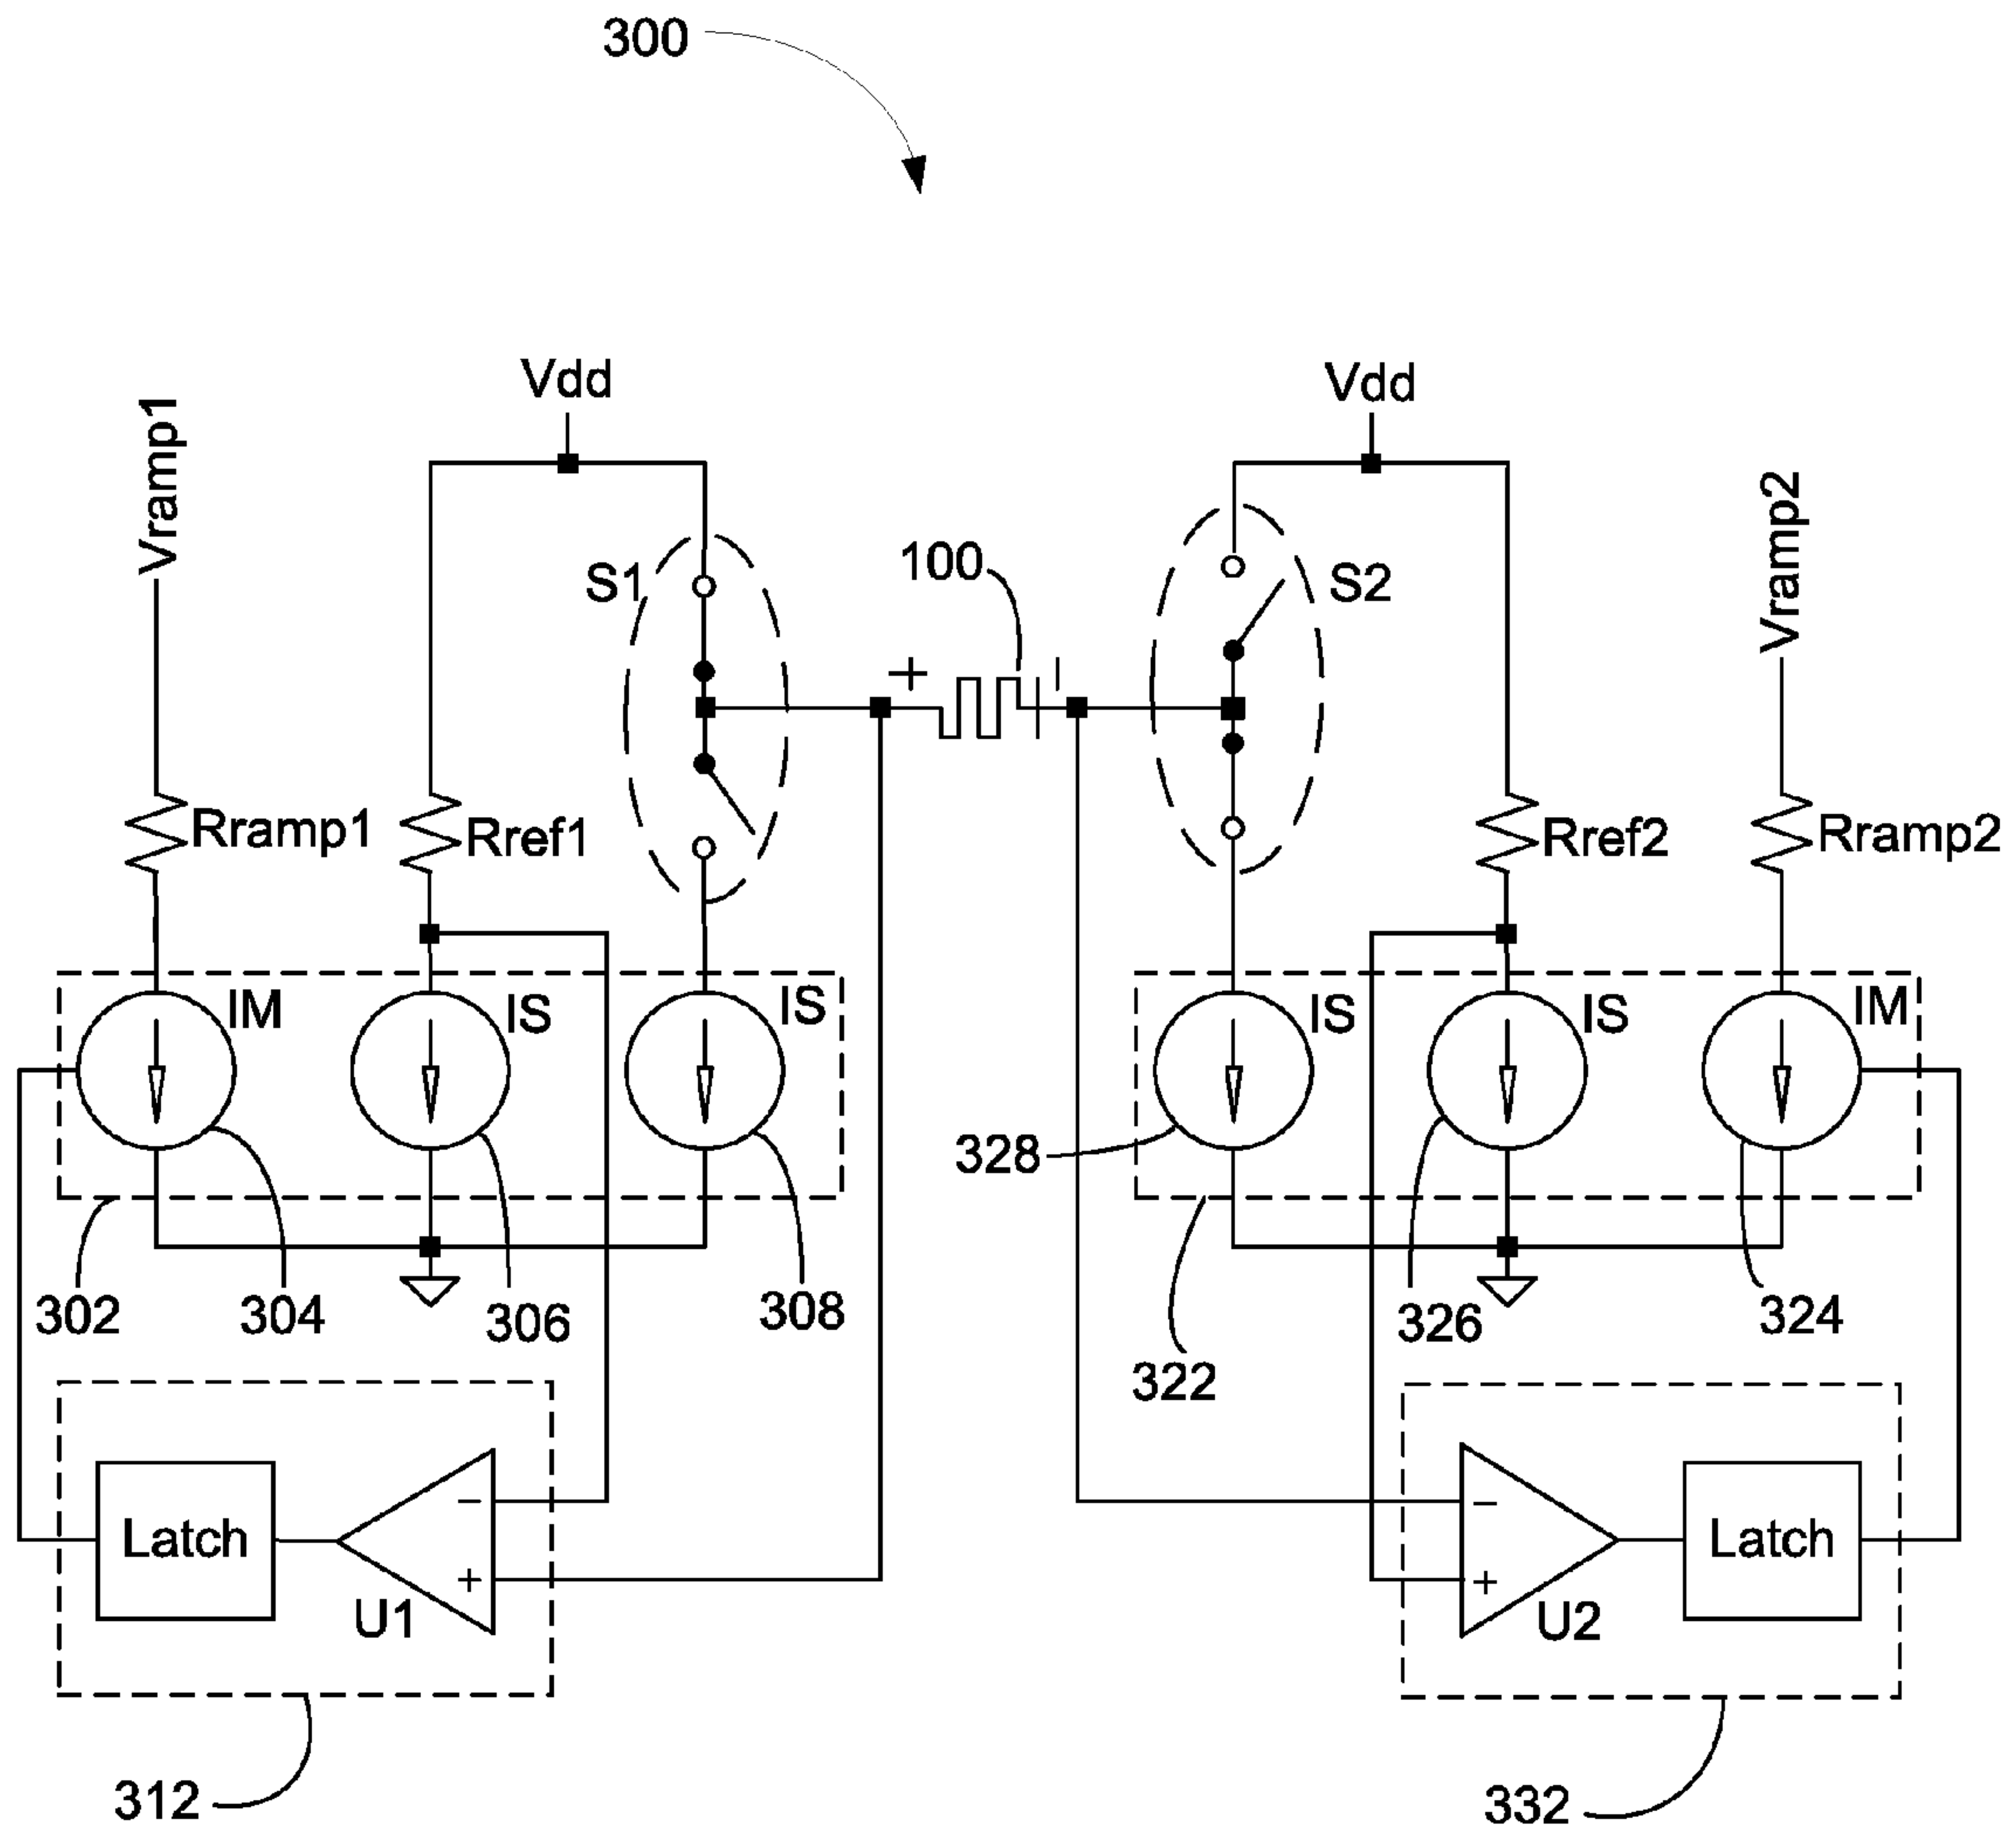 300
Vdd
Vdd
Vramp1
Vramp2
S1
100
S2
+
Rramp1
Rref1
Rref2
Rramp2
IM
IS
IS
IS
IS
IM
328
302
304
306
308
322
326
324
Latch
−
+
U1
−
+
U2
Latch
312
332